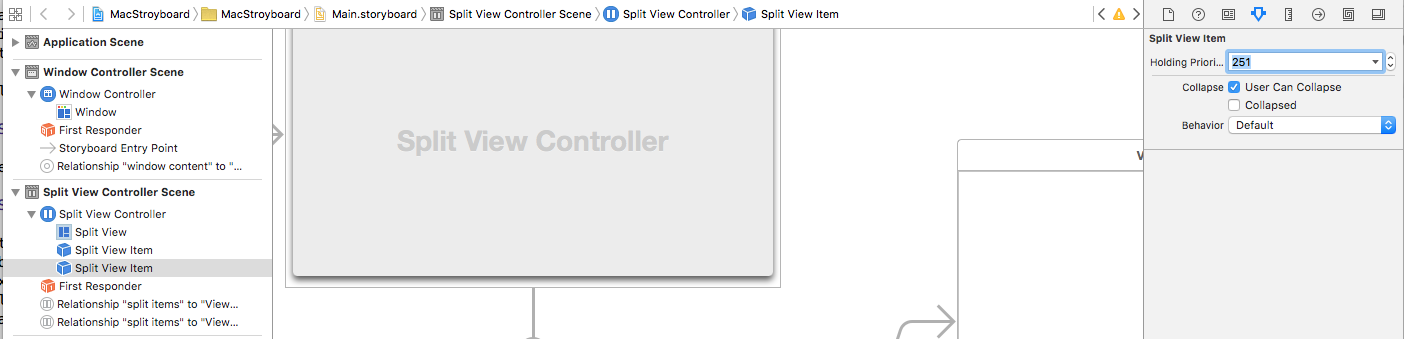 MacStroyboard MacStroyboard Main.storyboard Split View Controller Scene Split View Controller Split View Item
Application Scene
Window Controller Scene
Window Controller
Window
First Responder
Storyboard Entry Point
Relationship "window content" to "...
Split View Controller Scene
Split View Controller
Split View
Split View Item
Split View Item
First Responder
Relationship "split items" to "View...
Relationship "split items" to "View...
Split View Controller
V
Split View Item
Holding Priori... 251
Collapse User Can Collapse
Collapsed
Behavior Default